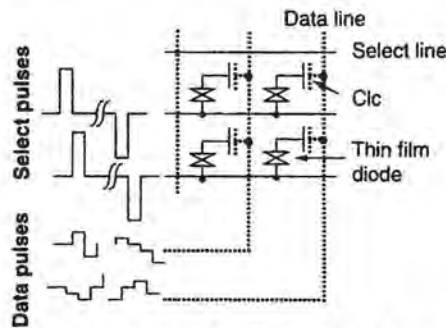 Data line
Select line
Clc
Thin film
diode
Select pulses
Data pulses